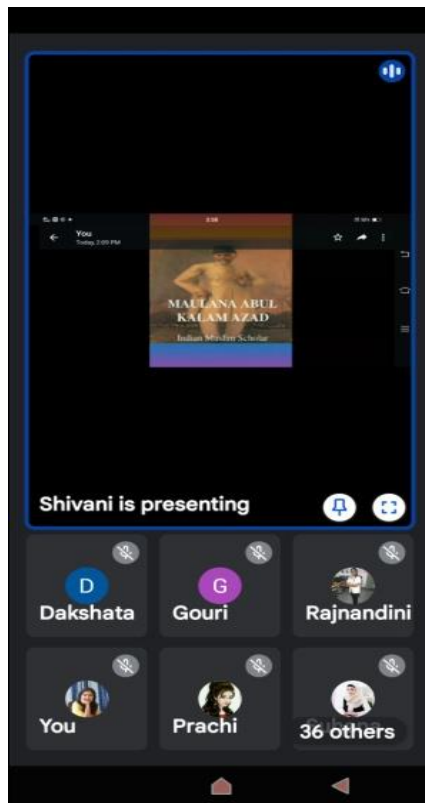 You
Today, 2:09 PM
MAULANA ABUL
KALAM AZAD
Indian Muslim Scholar
Shivani is presenting
D
Dakshata
G
Gouri
Rajnandini
You
Prachi
36 others